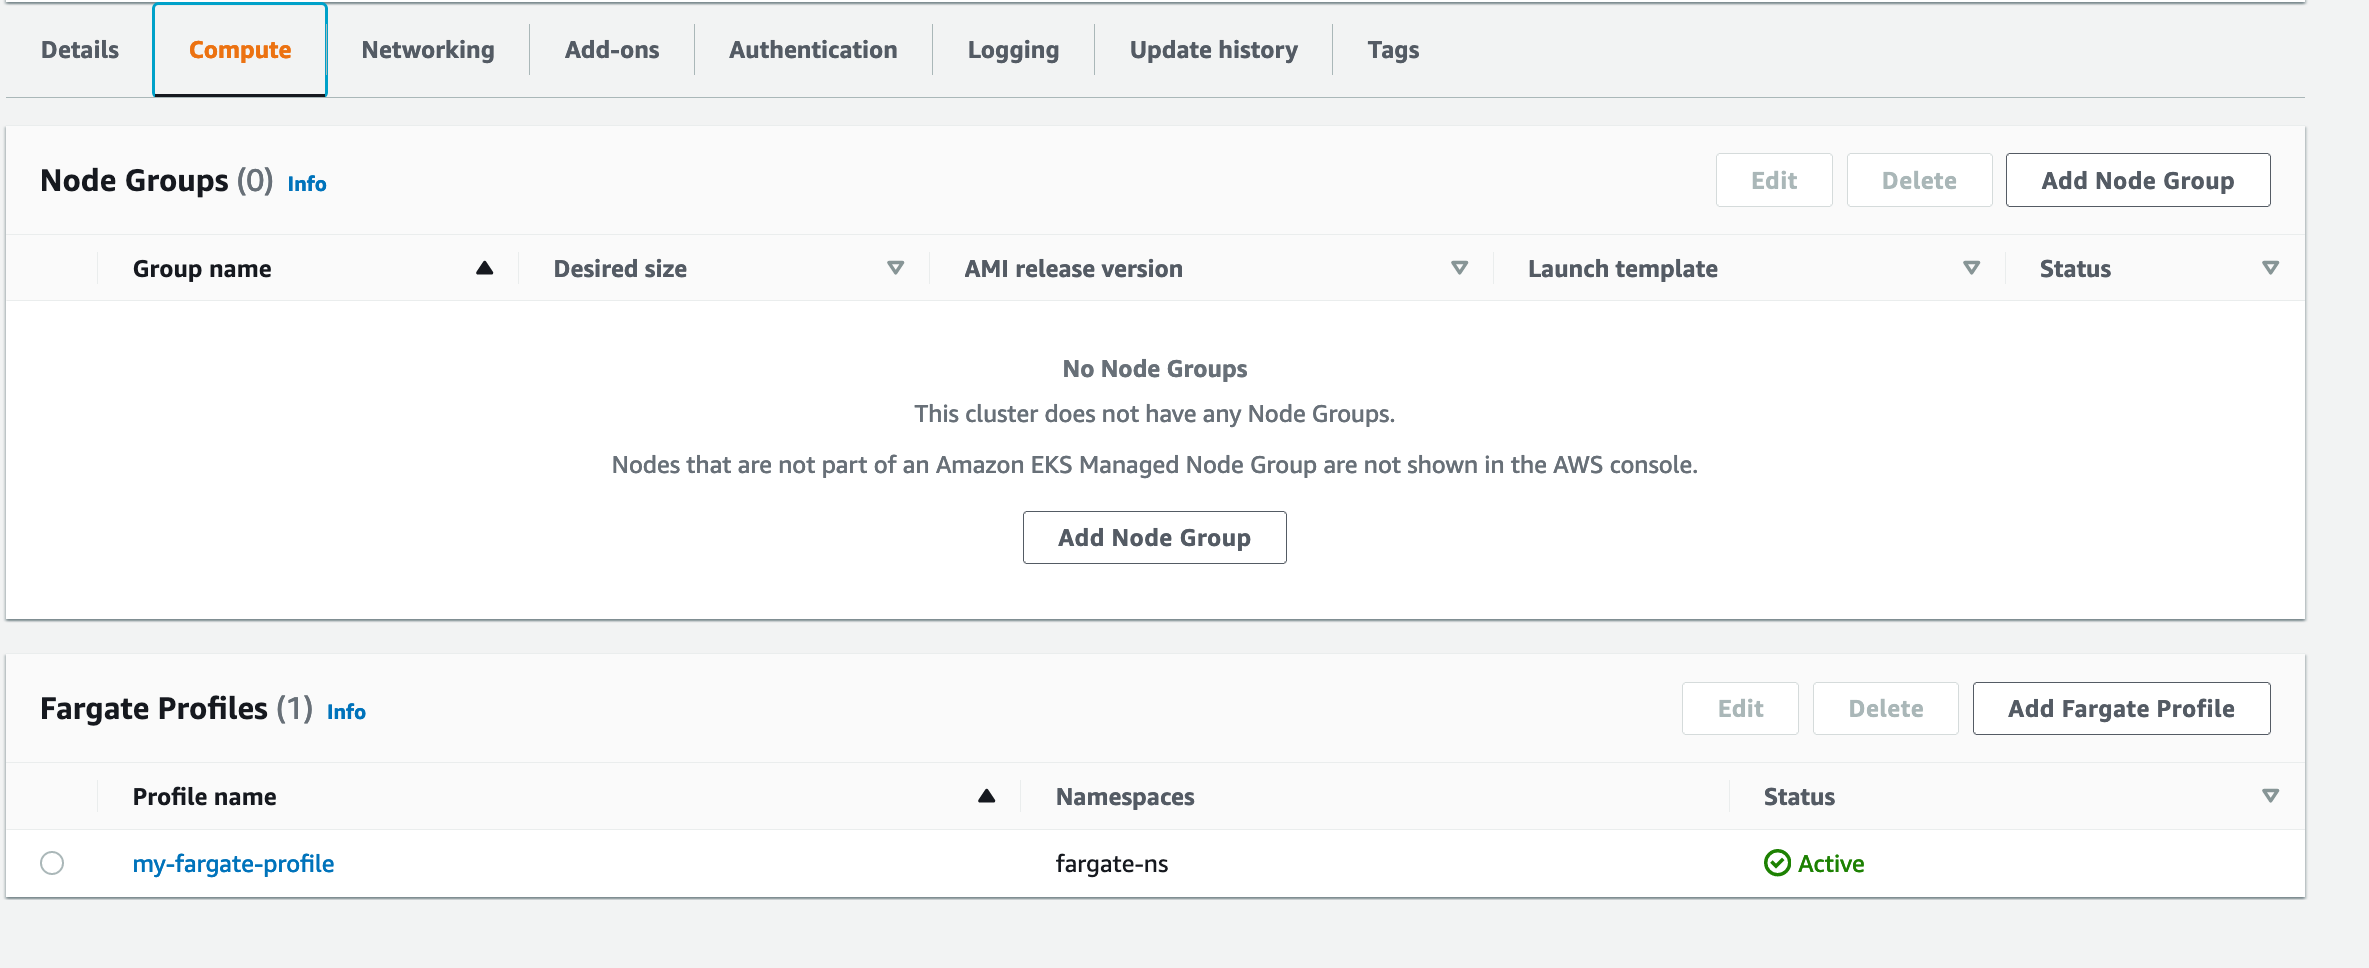 Details Compute Networking Add-ons Authentication Logging Update history Tags
Node Groups (0) Info Edit Delete Add Node Group
Group name Desired size AMI release version Launch template Status
No Node Groups
This cluster does not have any Node Groups.
Nodes that are not part of an Amazon EKS Managed Node Group are not shown in the AWS console.
Add Node Group
Fargate Profiles (1) Info Edit Delete Add Fargate Profile
Profile name Namespaces Status
my-fargate-profile fargate-ns Active